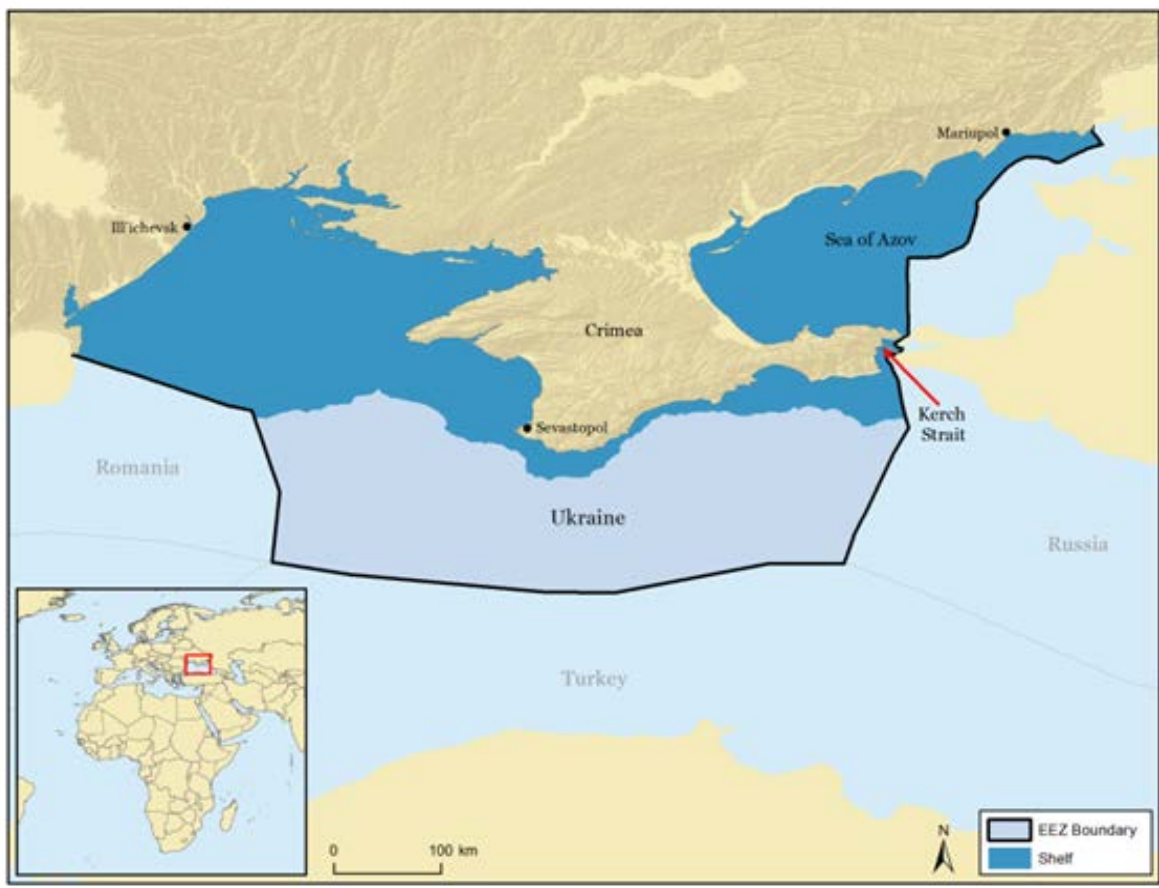 Mariupol
Ill'ichevsk
Sea of Azov
Crimea
Kerch
Strait
Sevastopol
Romania
Ukraine
Russia
Turkey
0 100 km
N
EEZ Boundary
Shelf